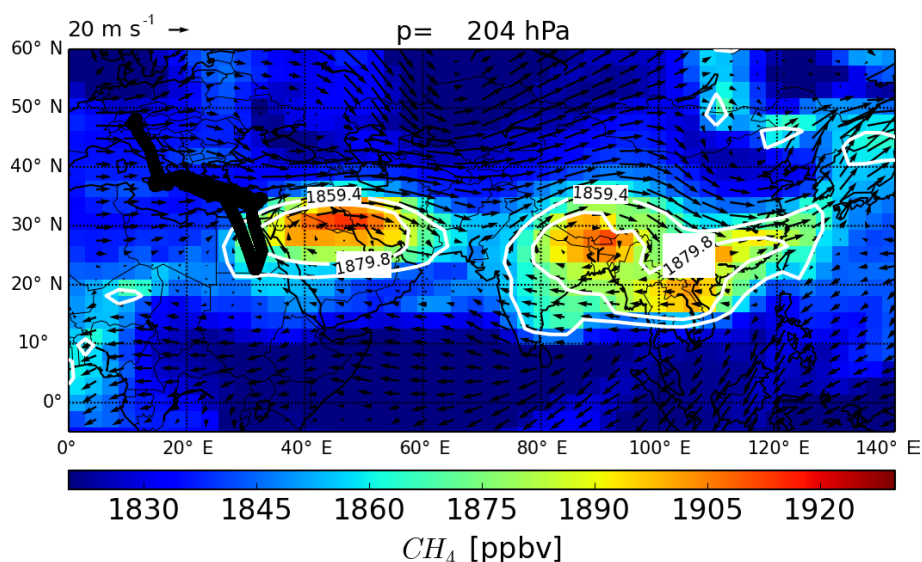 20 m s⁻¹
p= 204 hPa
60° N
50° N
40° N
30° N
20° N
10°
0°
1859.4
1859.4
1879.8
1879.8
0° 20° E 40° E 60° E 80° E 100° E 120° E 140° E
1830 1845 1860 1875 1890 1905 1920
CH₄ [ppbv]